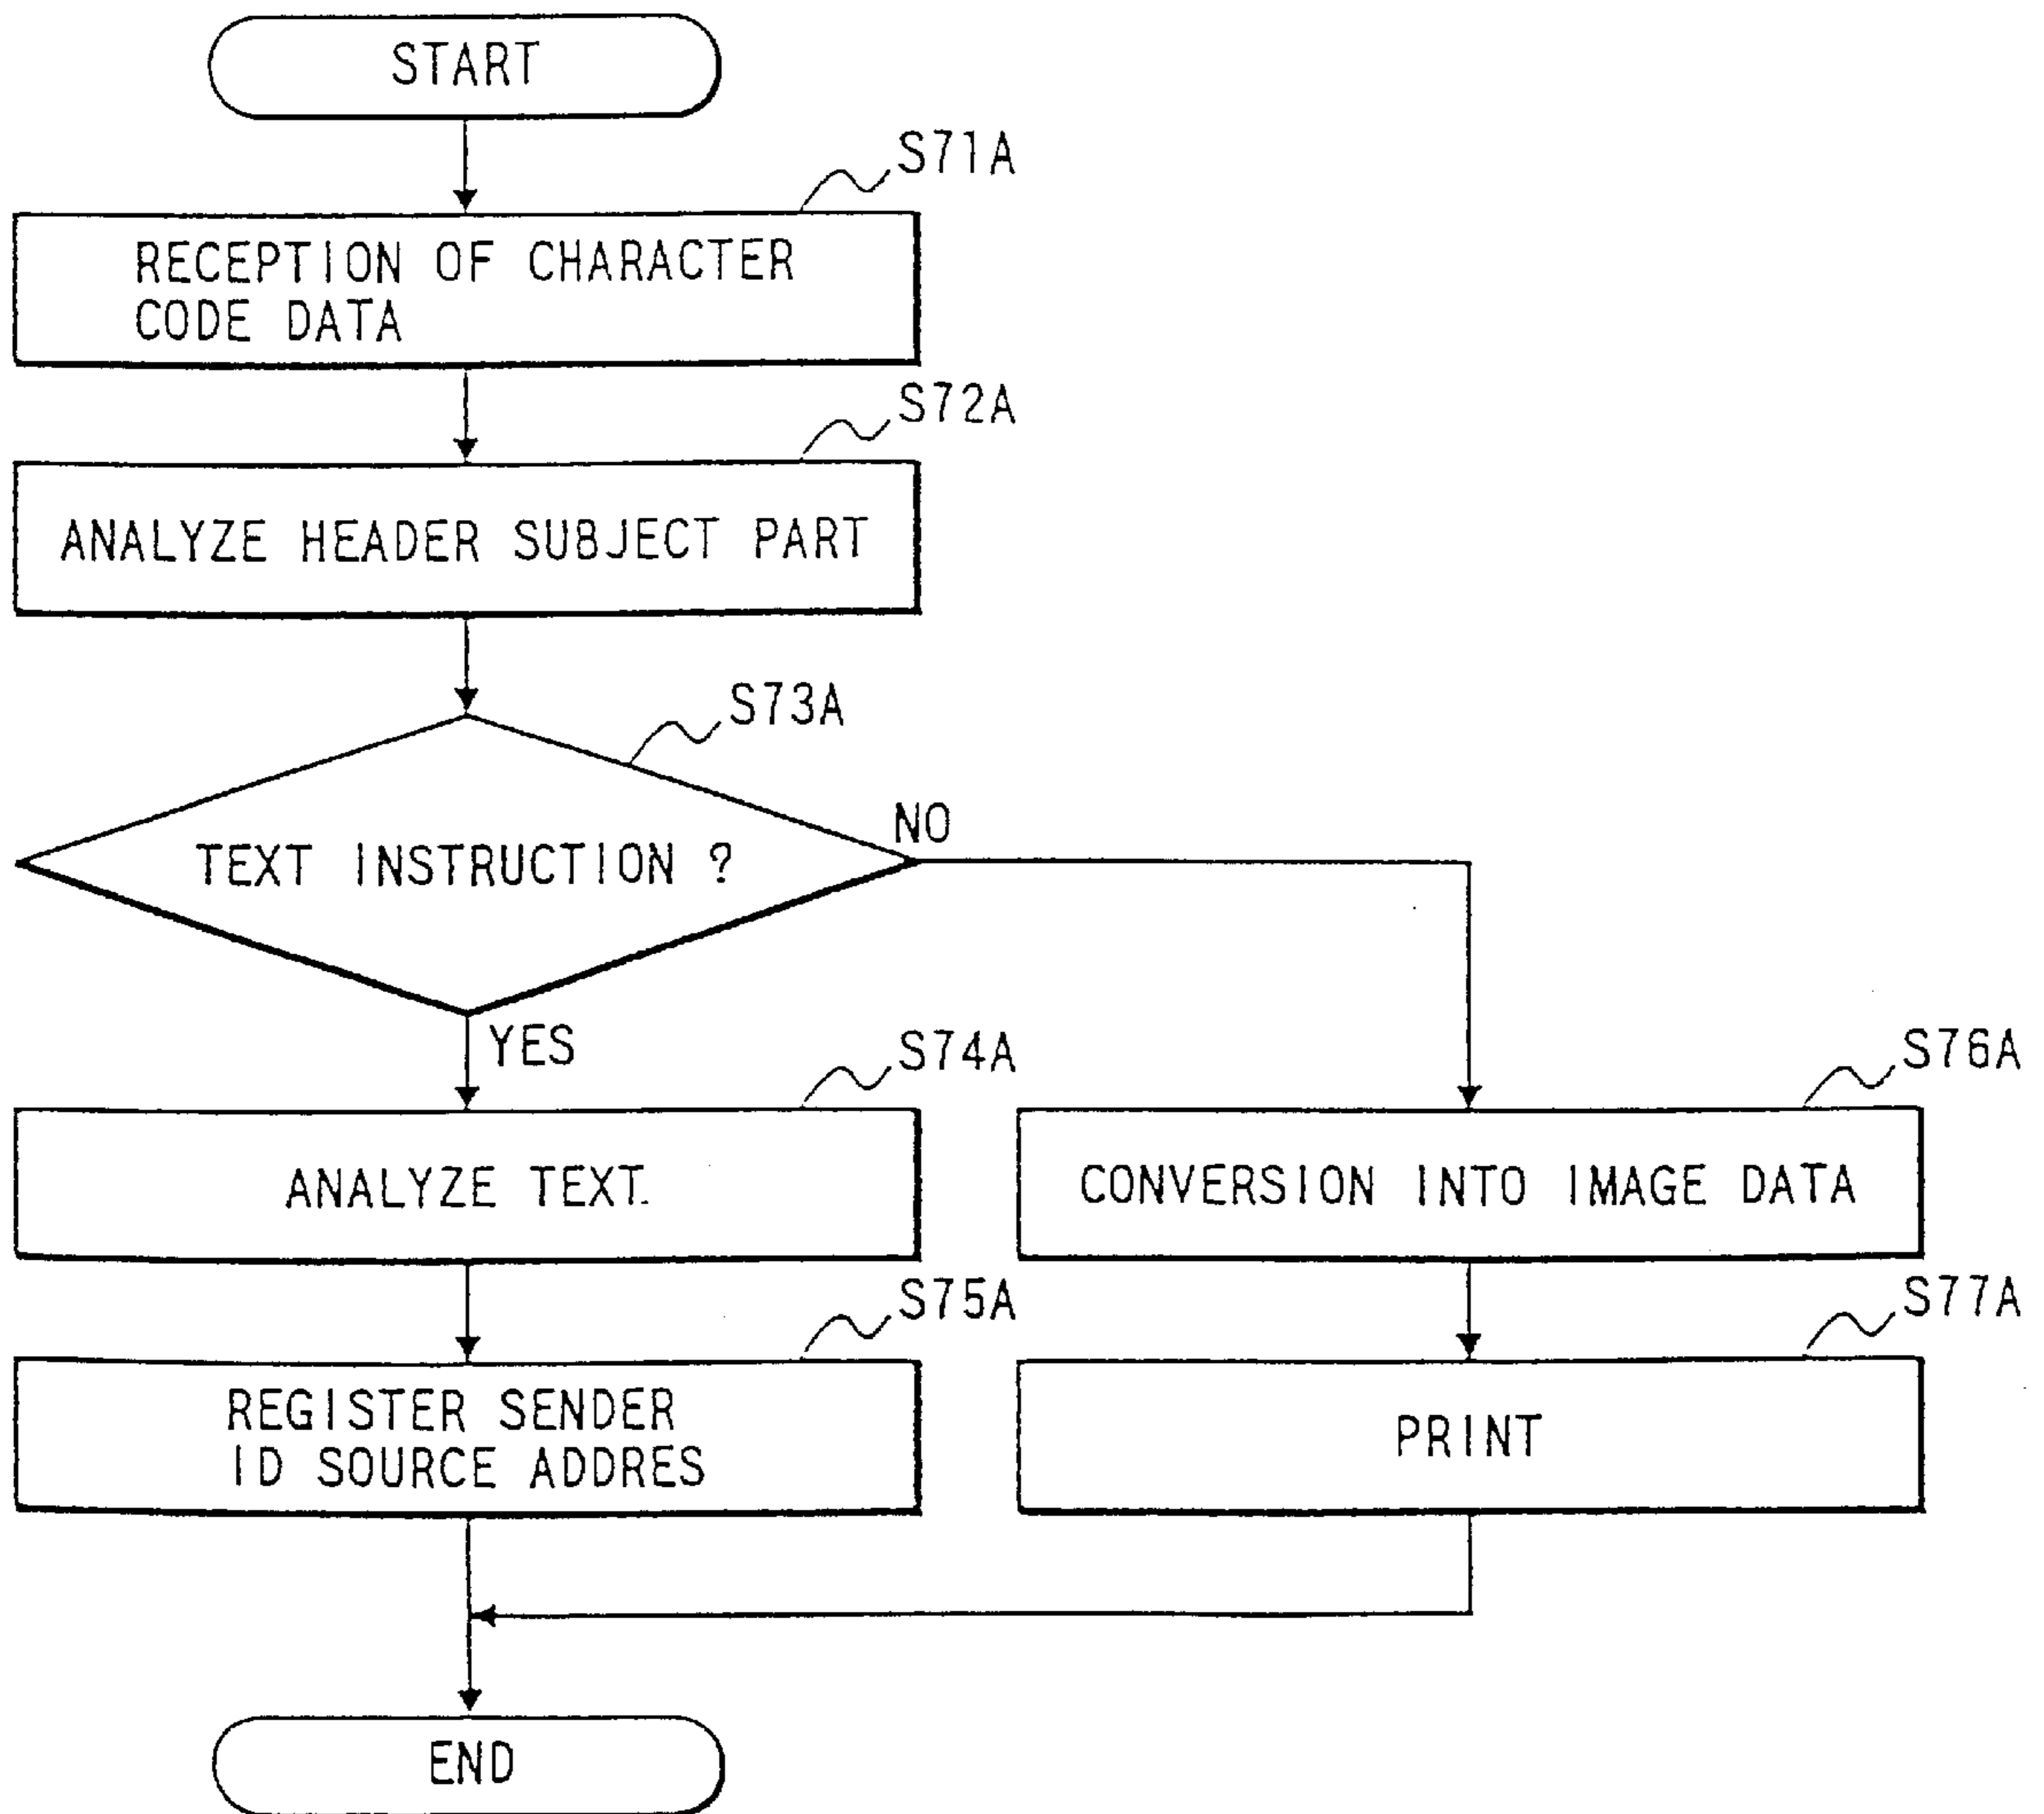 START
S71A
RECEPTION OF CHARACTER
CODE DATA
S72A
ANALYZE HEADER SUBJECT PART
S73A
TEXT INSTRUCTION ?
NO
YES
S74A
ANALYZE TEXT
S76A
CONVERSION INTO IMAGE DATA
S75A
REGISTER SENDER
ID SOURCE ADDRES
S77A
PRINT
END